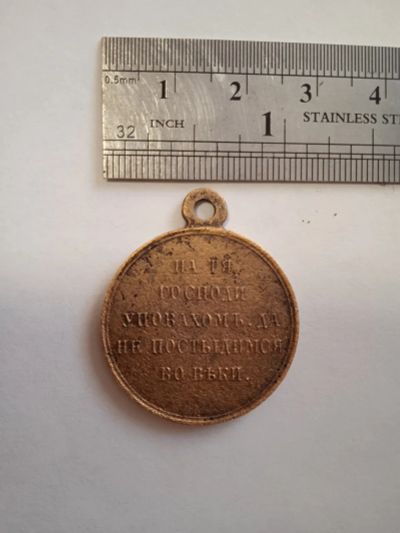 0.5mm
1 2 3 4
INCH 1 STAINLESS ST
32
НА ТЯ
ГОСПОДИ
УПОВАХОМЪ, ДА
НЕ ПОСТЫДИМСЯ
ВО ВѢКИ.